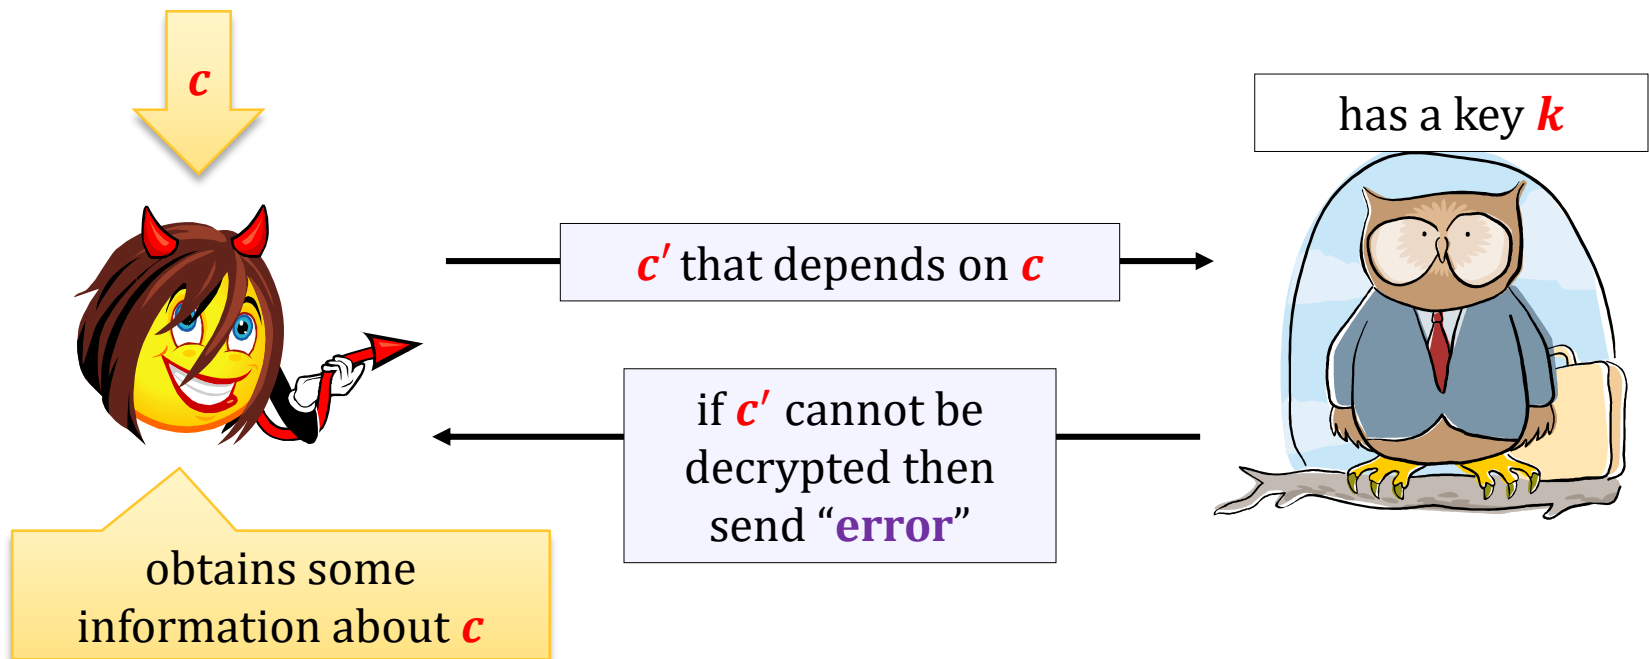 c
has a key k
c′ that depends on c
if c′ cannot be
decrypted then
send “error”
obtains some
information about c